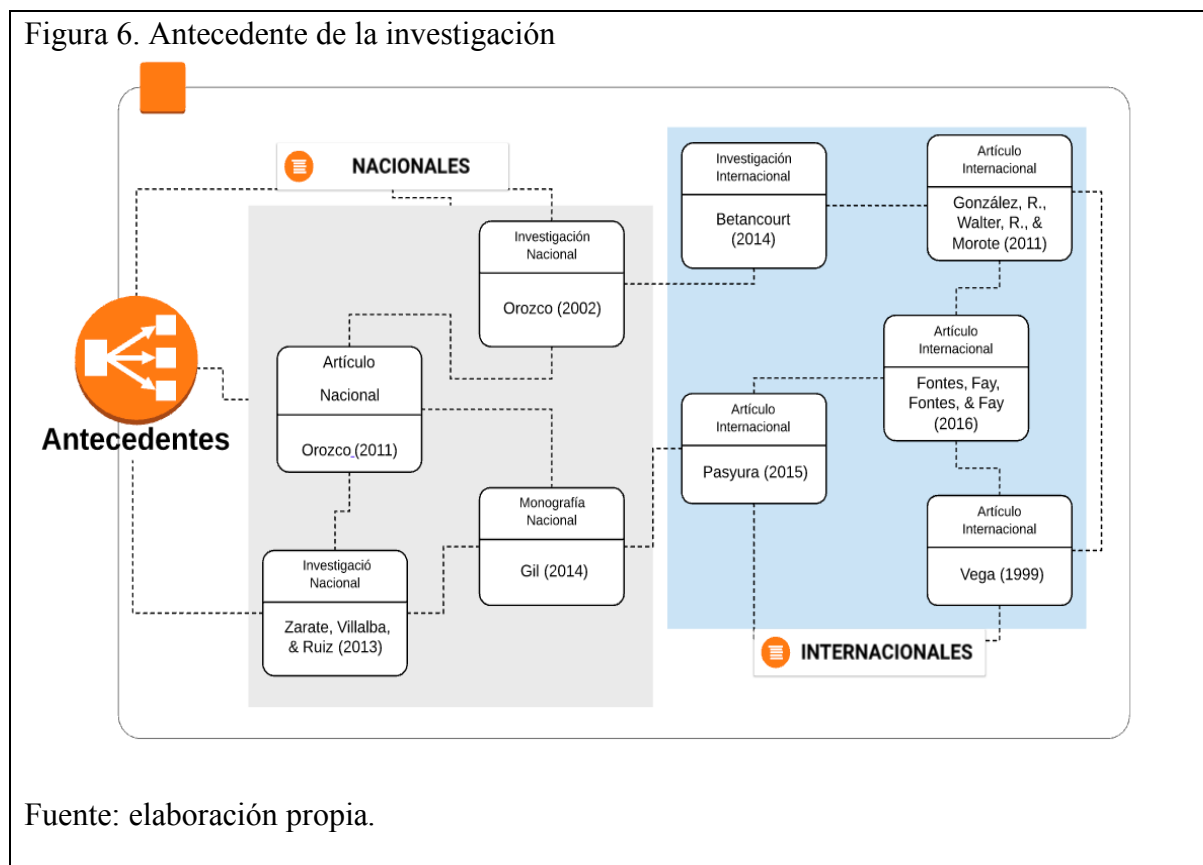 Figura 6. Antecedente de la investigación
NACIONALES
Investigación
Nacional
Orozco (2002)
Artículo
Nacional
Orozco (2011)
Monografía
Nacional
Gil (2014)
Investigació
Nacional
Zarate, Villalba,
& Ruiz (2013)
Antecedentes
Investigación
Internacional
Betancourt
(2014)
Artículo
Internacional
González, R.,
Walter, R., &
Morote (2011)
Artículo
Internacional
Fontes, Fay,
Fontes, & Fay
(2016)
Artículo
Internacional
Pasyura (2015)
Artículo
Internacional
Vega (1999)
INTERNACIONALES
Fuente: elaboración propia.